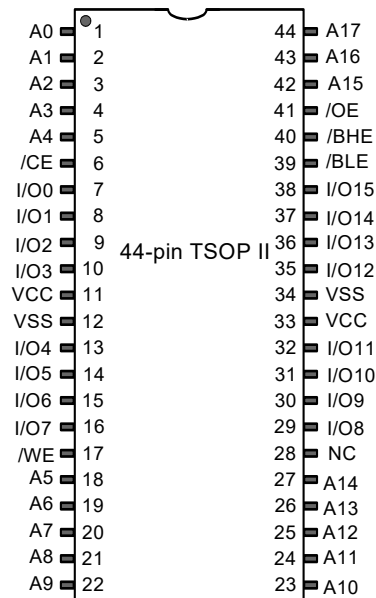 A0 1 44 A17
A1 2 43 A16
A2 3 42 A15
A3 4 41 /OE
A4 5 40 /BHE
/CE 6 39 /BLE
I/O0 7 38 I/O15
I/O1 8 37 I/O14
I/O2 9 44-pin TSOP II 36 I/O13
I/O3 10 35 I/O12
VCC 11 34 VSS
VSS 12 33 VCC
I/O4 13 32 I/O11
I/O5 14 31 I/O10
I/O6 15 30 I/O9
I/O7 16 29 I/O8
/WE 17 28 NC
A5 18 27 A14
A6 19 26 A13
A7 20 25 A12
A8 21 24 A11
A9 22 23 A10